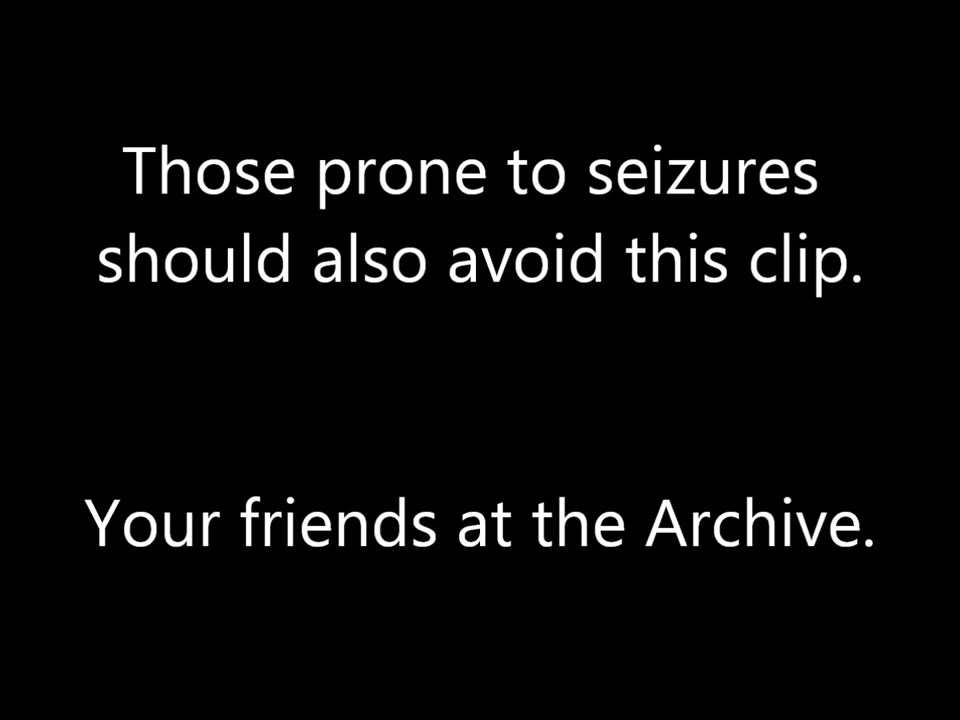 Those prone to seizures
should also avoid this clip.
Your friends at the Archive.